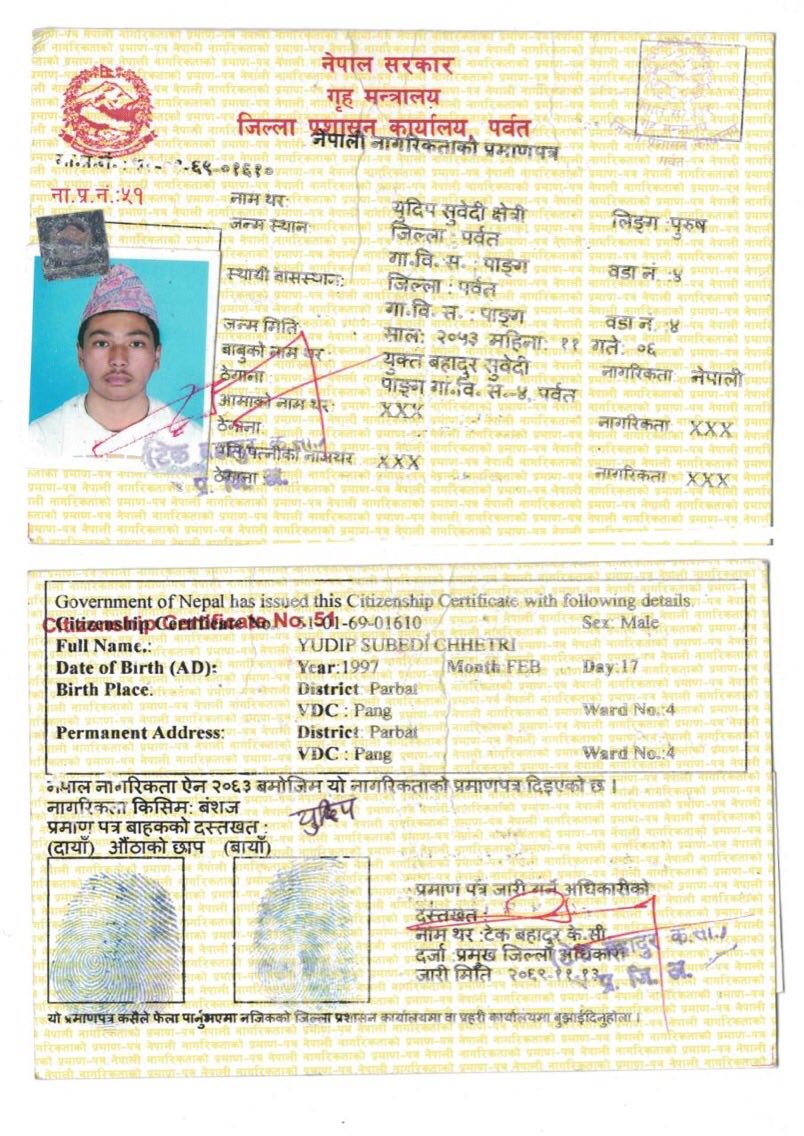 नेपाल सरकार
गृह मन्त्रालय
जिल्ला प्रशासन कार्यालय, पर्वत
नेपाली नागरिकताको प्रमाणपत्र
-६९-०१६१०
ना.प्र.नं.:५१
नाम थर: युदिप सुवेदी क्षेत्री लिङ्ग :पुरुष
जन्म स्थान: जिल्ला : पर्वत
गा.वि. स. : पाङ्ग वडा नं. :४
स्थायी वासस्थान: जिल्ला : पर्वत
गा.वि. स. : पाङ्ग वडा नं. :४
जन्म मिति: साल: २०५३ महिना: ११ गते: ०६
बाबुको नाम थर: युक्त बहादुर सुवेदी नागरिकता नेपाली
ठेगाना: पाङ्ग गा.वि. स.-४, पर्वत
आमाको नाम थर: XXX
ठेगाना: नागरिकता XXX
पति/पत्नीको नामथर XXX
ठेगाना : नागरिकता XXX
प्र. जि. अ.
Government of Nepal has issued this Citizenship Certificate with following details
Citizenship Certificate No. 51
Citizenship Certificate No 51-01-69-01610 Sex: Male
Full Name.: YUDIP SUBEDI CHHETRI
Date of Birth (AD): Year:1997 Month FEB Day:17
Birth Place. District: Parbat
VDC : Pang Ward No.:4
Permanent Address: District: Parbat
VDC : Pang Ward No.:4
नेपाल नागरिकता ऐन २०६३ बमोजिम यो नागरिकताको प्रमाणपत्र दिइएको छ ।
नागरिकता किसिम: बंशज
प्रमाण पत्र बाहकको दस्तखत : युदिप
(दायाँ) औंठाको छाप (बायाँ)
प्रमाण पत्र जारी गर्ने अधिकारीको
दस्तखत :
नाम थर :टेक बहादुर के.सी
दर्जा :प्रमुख जिल्ला अधिकारी
जारी मिति २०६९-११-१३
प्र. जि. अ.
यो प्रमाणपत्र कसैले फेला पार्नुभएमा नजिकको जिल्ला प्रशासन कार्यालयमा वा प्रहरी कार्यालयमा बुझाईदिनुहोला ।